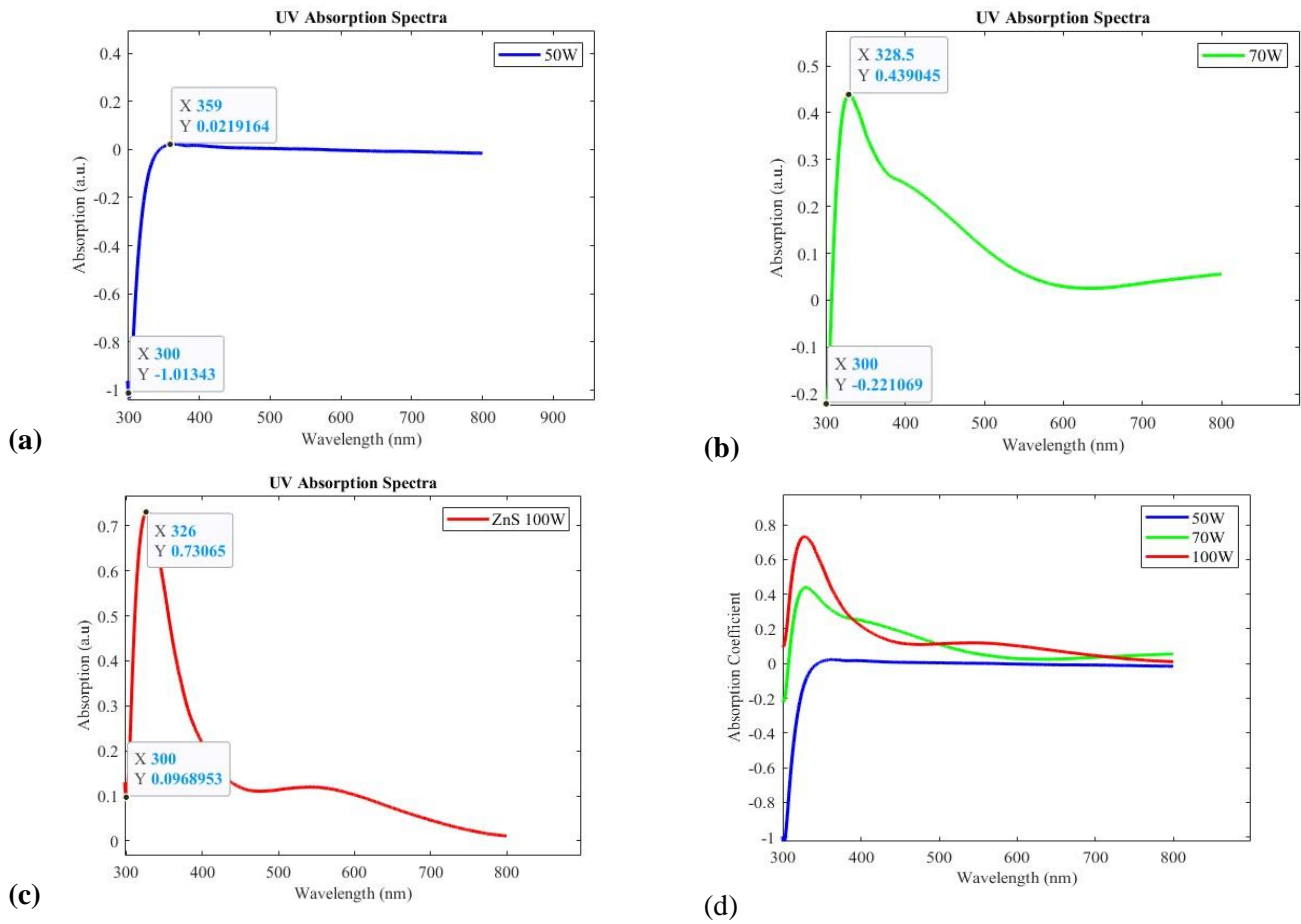 UV Absorption Spectra
50W
X 359
Y 0.0219164
X 300
Y -1.01343
0.4
0.2
0
-0.2
-0.4
-0.6
-0.8
-1
Absorption (a.u.)
300 400 500 600 700 800 900
Wavelength (nm)
(a)
UV Absorption Spectra
70W
X 328.5
Y 0.439045
X 300
Y -0.221069
0.5
0.4
0.3
0.2
0.1
0
-0.1
-0.2
Absorption (a.u.)
300 400 500 600 700 800
Wavelength (nm)
(b)
UV Absorption Spectra
ZnS 100W
X 326
Y 0.73065
X 300
Y 0.0968953
0.7
0.6
0.5
0.4
0.3
0.2
0.1
0
Absorption (a.u)
300 400 500 600 700 800
Wavelength (nm)
(c)
50W
70W
100W
0.8
0.6
0.4
0.2
0
-0.2
-0.4
-0.6
-0.8
-1
Absorption Coefficient
300 400 500 600 700 800
Wavelength (nm)
(d)